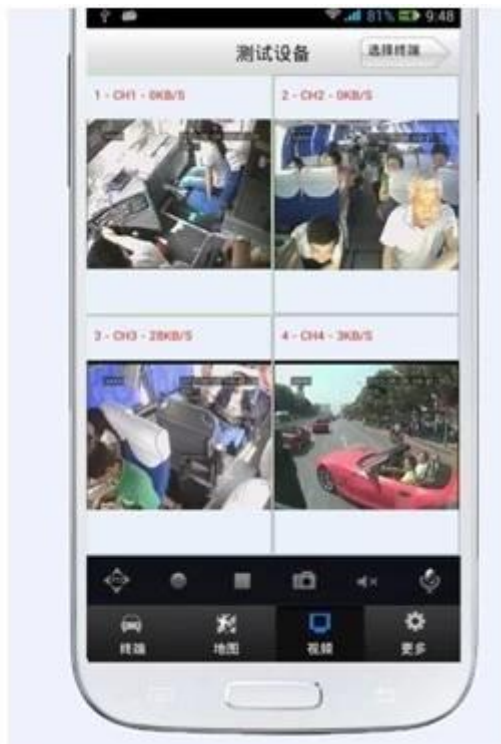 81% 9:48
测试设备 选择终端
1 - CH1 - 0KB/S
2 - CH2 - 0KB/S
3 - CH3 - 28KB/S
4 - CH4 - 3KB/S
终端 地图 视频 更多